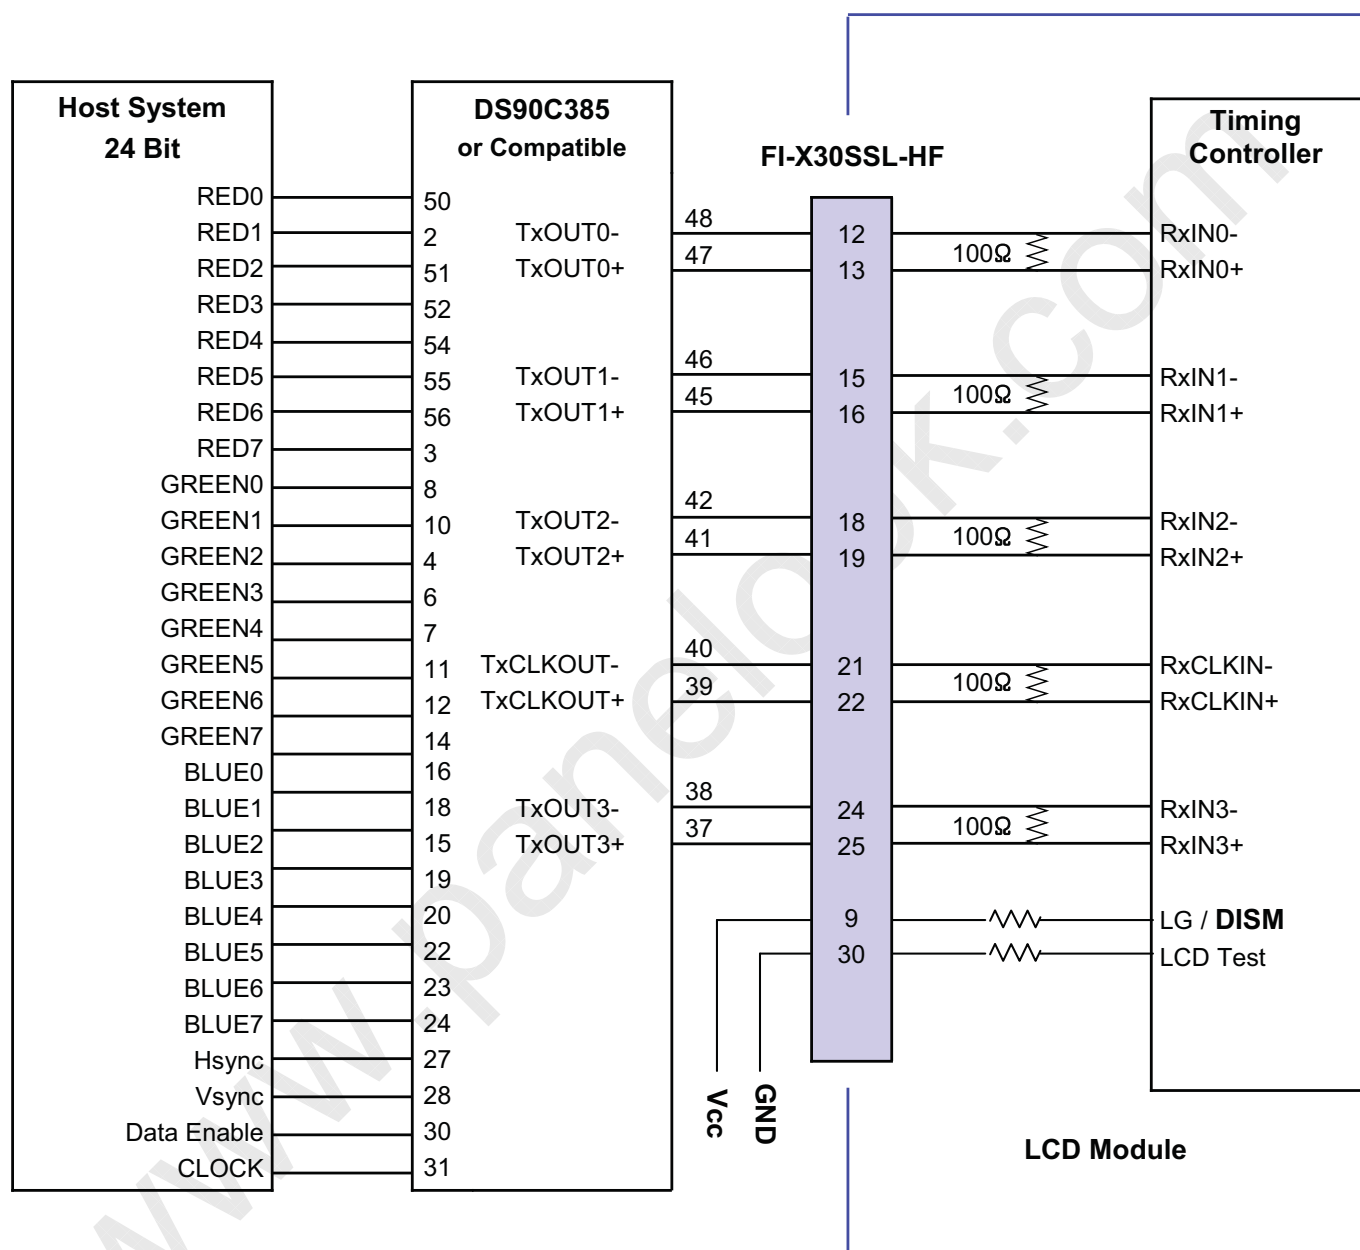 Host System
24 Bit
RED0
RED1
RED2
RED3
RED4
RED5
RED6
RED7
GREEN0
GREEN1
GREEN2
GREEN3
GREEN4
GREEN5
GREEN6
GREEN7
BLUE0
BLUE1
BLUE2
BLUE3
BLUE4
BLUE5
BLUE6
BLUE7
Hsync
Vsync
Data Enable
CLOCK
DS90C385
or Compatible
50
2
51
52
54
55
56
3
8
10
4
6
7
11
12
14
16
18
15
19
20
22
23
24
27
28
30
31
TxOUT0-
TxOUT0+
TxOUT1-
TxOUT1+
TxOUT2-
TxOUT2+
TxCLKOUT-
TxCLKOUT+
TxOUT3-
TxOUT3+
48
47
46
45
42
41
40
39
38
37
Vcc
GND
FI-X30SSL-HF
12
13
15
16
18
19
21
22
24
25
9
30
100Ω
100Ω
100Ω
100Ω
100Ω
Timing
Controller
RxIN0-
RxIN0+
RxIN1-
RxIN1+
RxIN2-
RxIN2+
RxCLKIN-
RxCLKIN+
RxIN3-
RxIN3+
LG / DISM
LCD Test
LCD Module
www.panelook.com